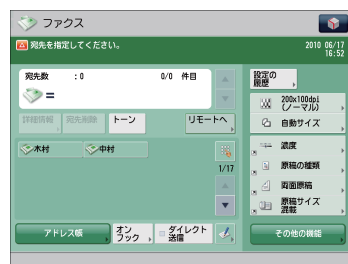 ファクス
宛先を指定してください。
2010 06/17
16:52
宛先数 :0 0/0 件目
=
詳細情報 宛先削除 トーン リモートへ
木村 中村
1/17
アドレス帳 オン
フック ダイレクト
送信
設定の
履歴
200x100dpi
(ノーマル)
自動サイズ
濃度
原稿の種類
両面原稿
原稿サイズ
混載
その他の機能